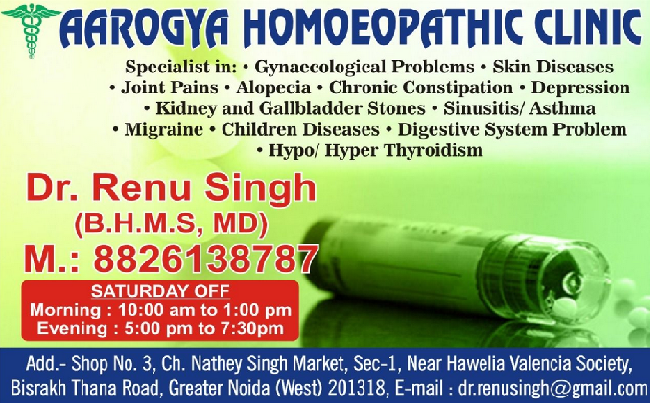 AAROGYA HOMOEOPATHIC CLINIC
Specialist in: • Gynaecological Problems • Skin Diseases
• Joint Pains • Alopecia • Chronic Constipation • Depression
• Kidney and Gallbladder Stones • Sinusitis/ Asthma
• Migraine • Children Diseases • Digestive System Problem
• Hypo/ Hyper Thyroidism
Dr. Renu Singh
(B.H.M.S, MD)
M.: 8826138787
SATURDAY OFF
Morning : 10:00 am to 1:00 pm
Evening : 5:00 pm to 7:30pm
Add.- Shop No. 3, Ch. Nathey Singh Market, Sec-1, Near Hawelia Valencia Society,
Bisrakh Thana Road, Greater Noida (West) 201318, E-mail : dr.renusingh@gmail.com